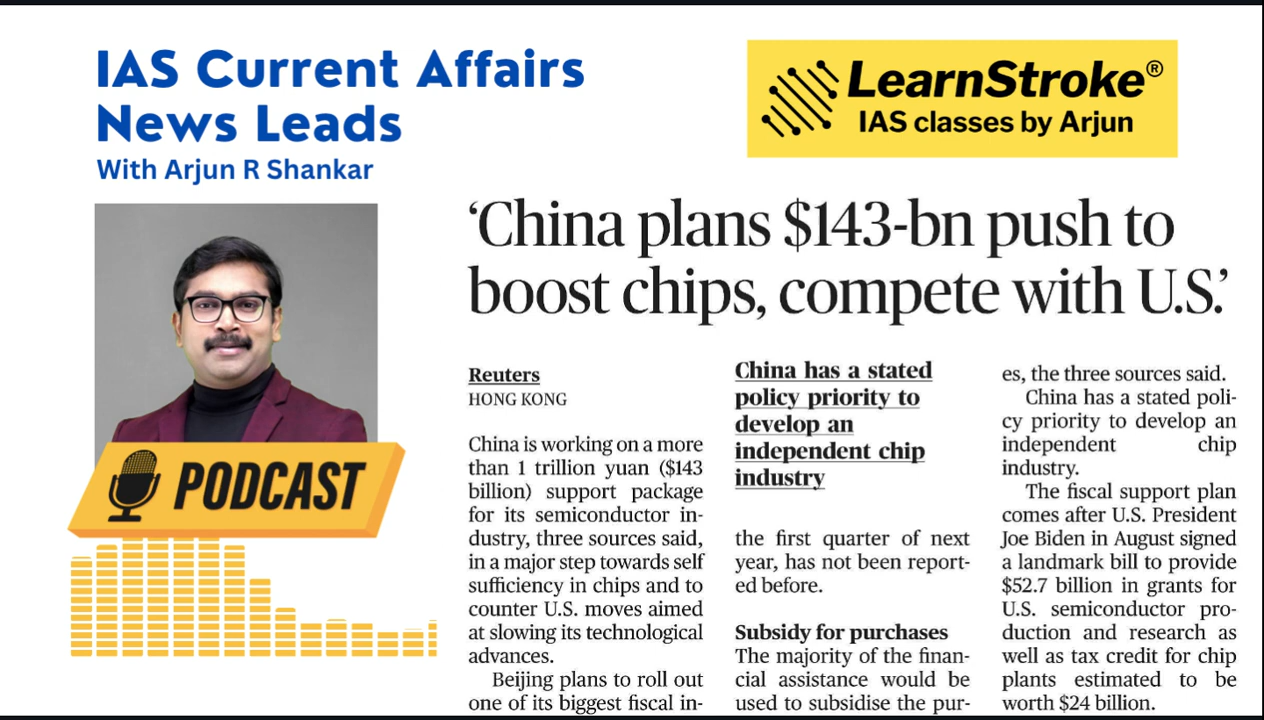 IAS Current Affairs
News Leads
With Arjun R Shankar
LearnStroke®
IAS classes by Arjun
PODCAST
‘China plans $143-bn push to
boost chips, compete with U.S.’
Reuters
HONG KONG
China is working on a more
than 1 trillion yuan ($143
billion) support package
for its semiconductor in-
dustry, three sources said,
in a major step towards self
sufficiency in chips and to
counter U.S. moves aimed
at slowing its technological
advances.
Beijing plans to roll out
one of its biggest fiscal in-
China has a stated
policy priority to
develop an
independent chip
industry
the first quarter of next
year, has not been report-
ed before.
Subsidy for purchases
The majority of the finan-
cial assistance would be
used to subsidise the pur-
es, the three sources said.
China has a stated poli-
cy priority to develop an
independent chip
industry.
The fiscal support plan
comes after U.S. President
Joe Biden in August signed
a landmark bill to provide
$52.7 billion in grants for
U.S. semiconductor pro-
duction and research as
well as tax credit for chip
plants estimated to be
worth $24 billion.